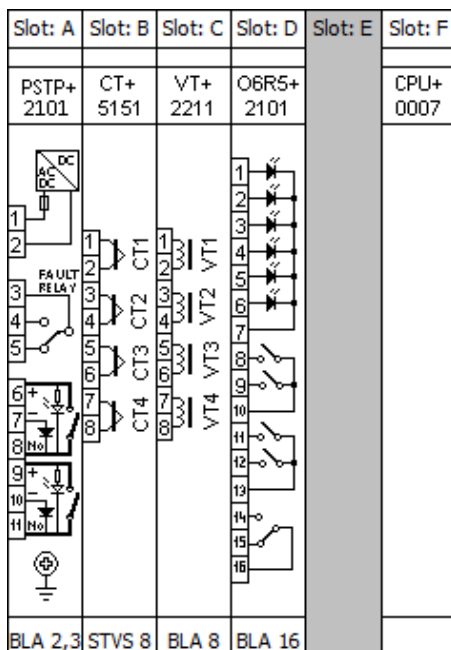 Slot: A Slot: B Slot: C Slot: D Slot: E Slot: F
PSTP+ CT+ VT+ O6R5+ CPU+
2101 5151 2211 2101 0007
AC
DC
DC
1
2
FAULT
RELAY
3
4
5
6 +
7 −
8 No
9 +
10 −
11 No
1
2
CT1
3
4
CT2
5
6
CT3
7
8
CT4
1
2
VT1
3
4
VT2
5
6
VT3
7
8
VT4
1
2
3
4
5
6
7
8
9
10
11
12
13
14
15
16
BLA 2,3 STVS 8 BLA 8 BLA 16